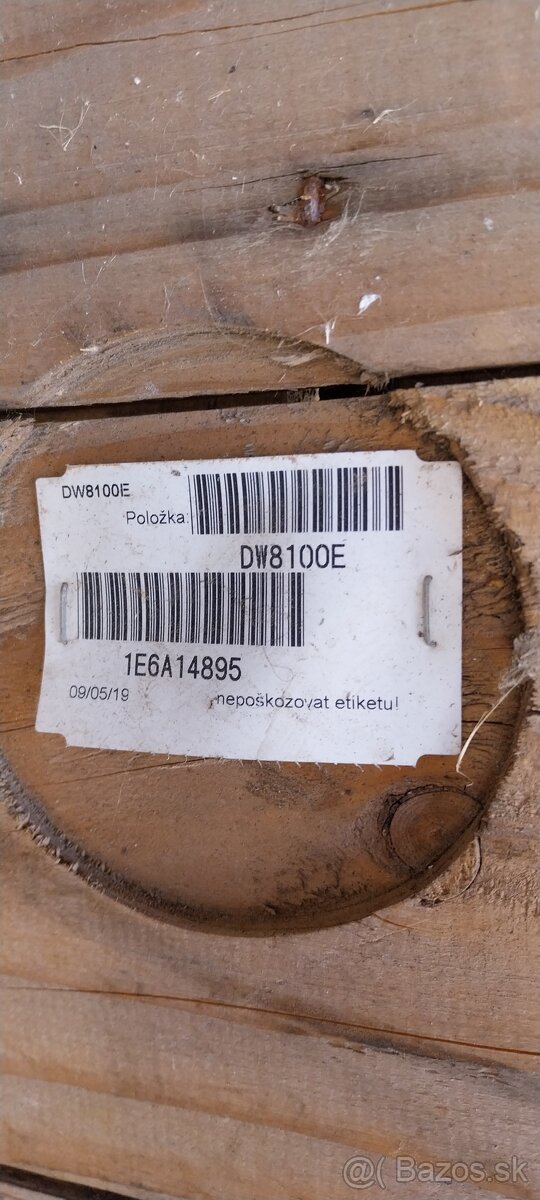 DW8100E
Položka:
DW8100E
1E6A14895
09/05/19 nepoškozovat etiketu!
@( Bazos.sk